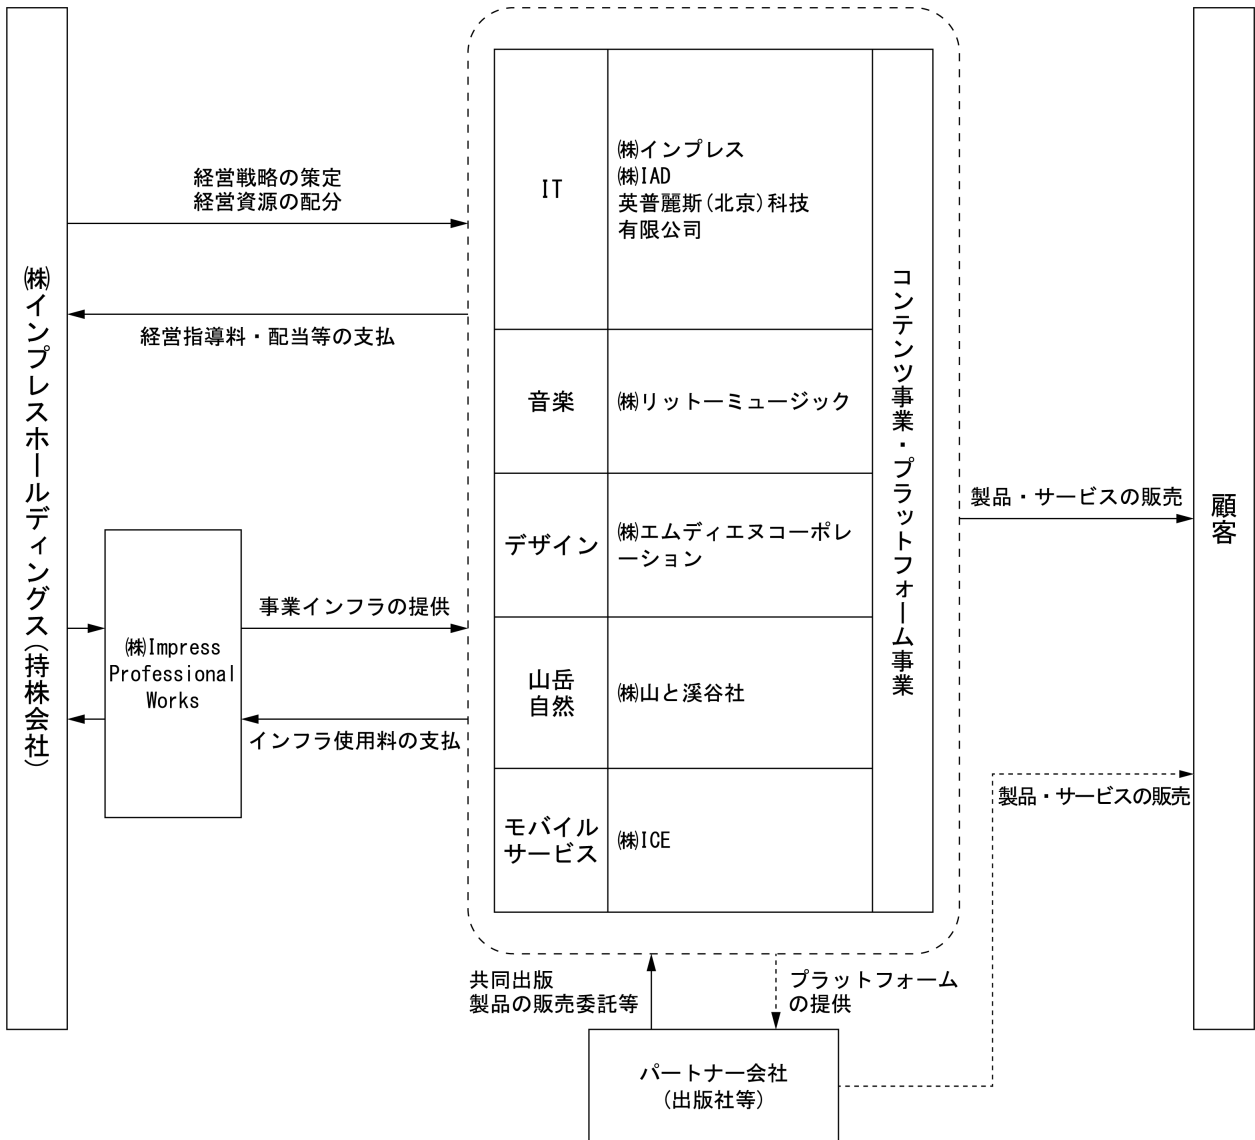 ㈱インプレスホールディングス(持株会社)
経営戦略の策定
経営資源の配分
経営指導料・配当等の支払
㈱Impress
Professional
Works
事業インフラの提供
インフラ使用料の支払
IT
㈱インプレス
㈱IAD
英普麗斯(北京)科技
有限公司
音楽
㈱リットーミュージック
デザイン
㈱エムディエヌコーポレ
ーション
山岳
自然
㈱山と溪谷社
モバイル
サービス
㈱ICE
コンテンツ事業・プラットフォーム事業
製品・サービスの販売
顧客
製品・サービスの販売
共同出版
製品の販売委託等
プラットフォーム
の提供
パートナー会社
(出版社等)